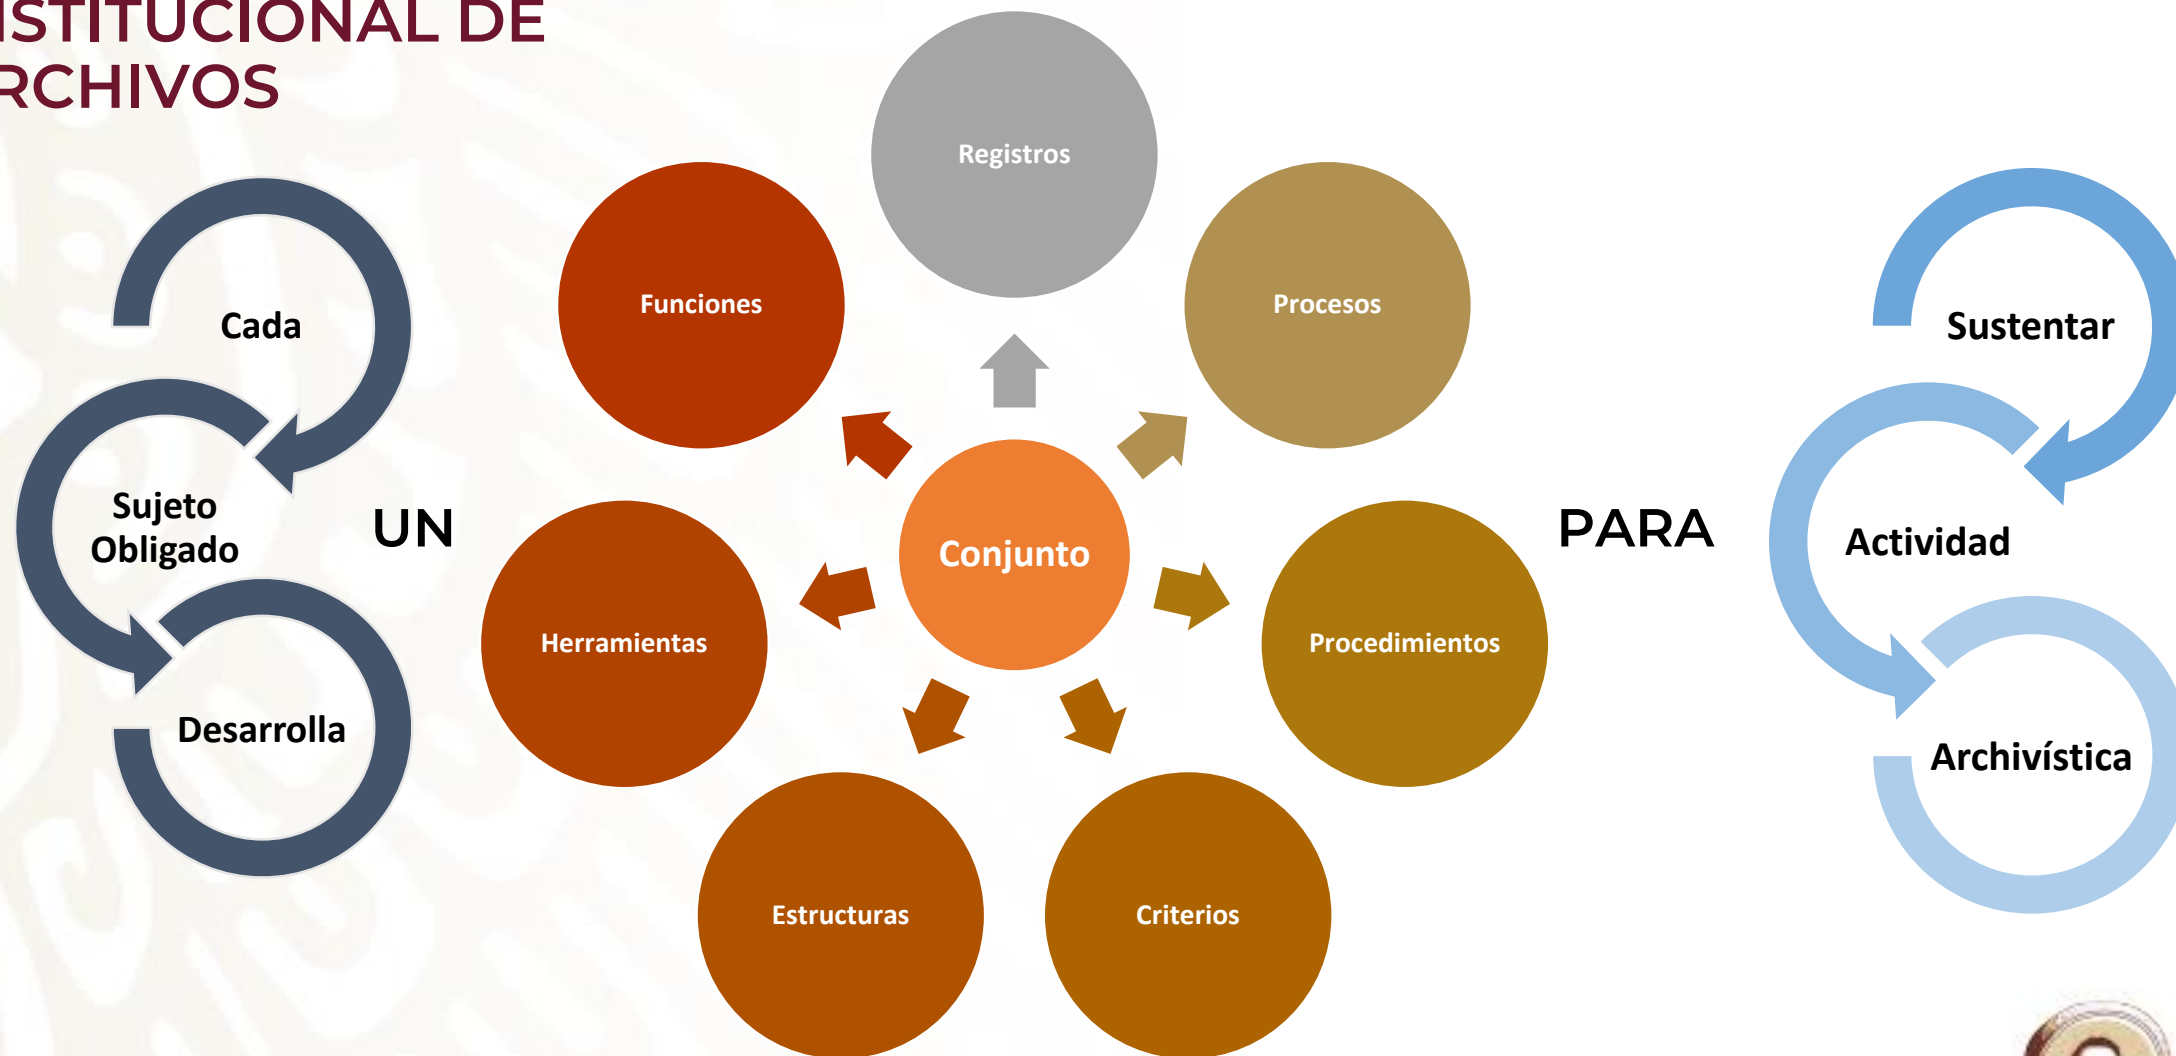 NSTITUCIONAL DE
RCHIVOS
Cada
Sujeto
Obligado
Desarrolla
UN
Conjunto
Registros
Procesos
Procedimientos
Criterios
Estructuras
Herramientas
Funciones
PARA
Sustentar
Actividad
Archivística